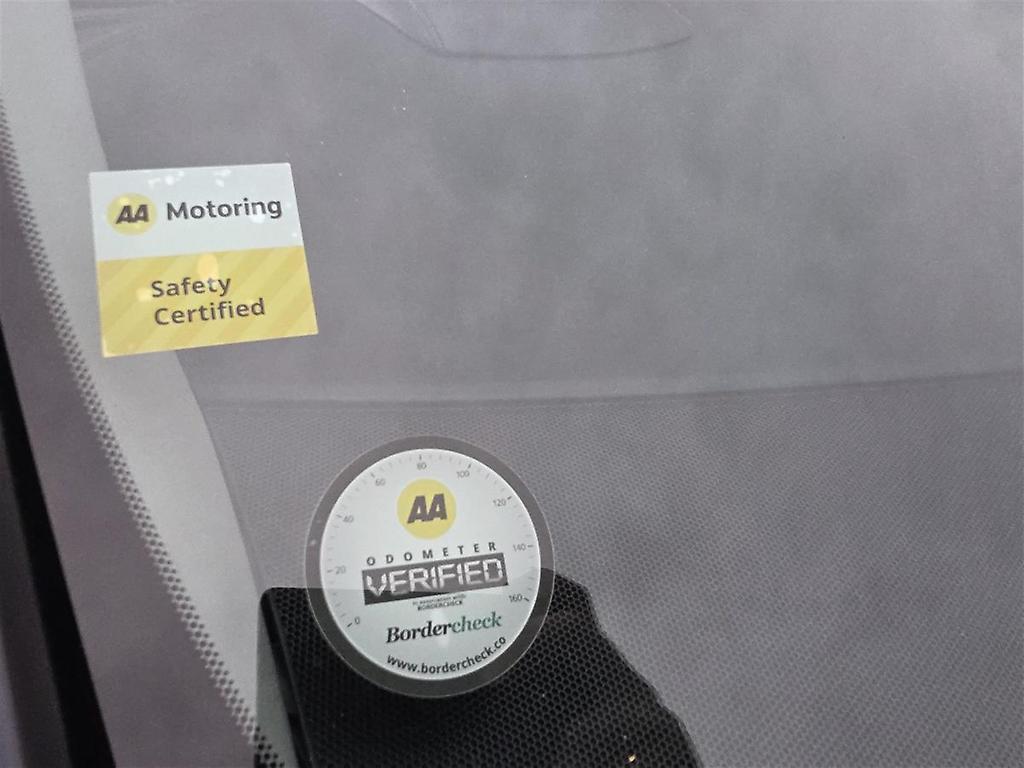 AA Motoring
Safety
Certified
0 20 40 60 80 100 120 140 160
AA
ODOMETER
VERIFIED
BORDERCHECK
Bordercheck
www.bordercheck.co